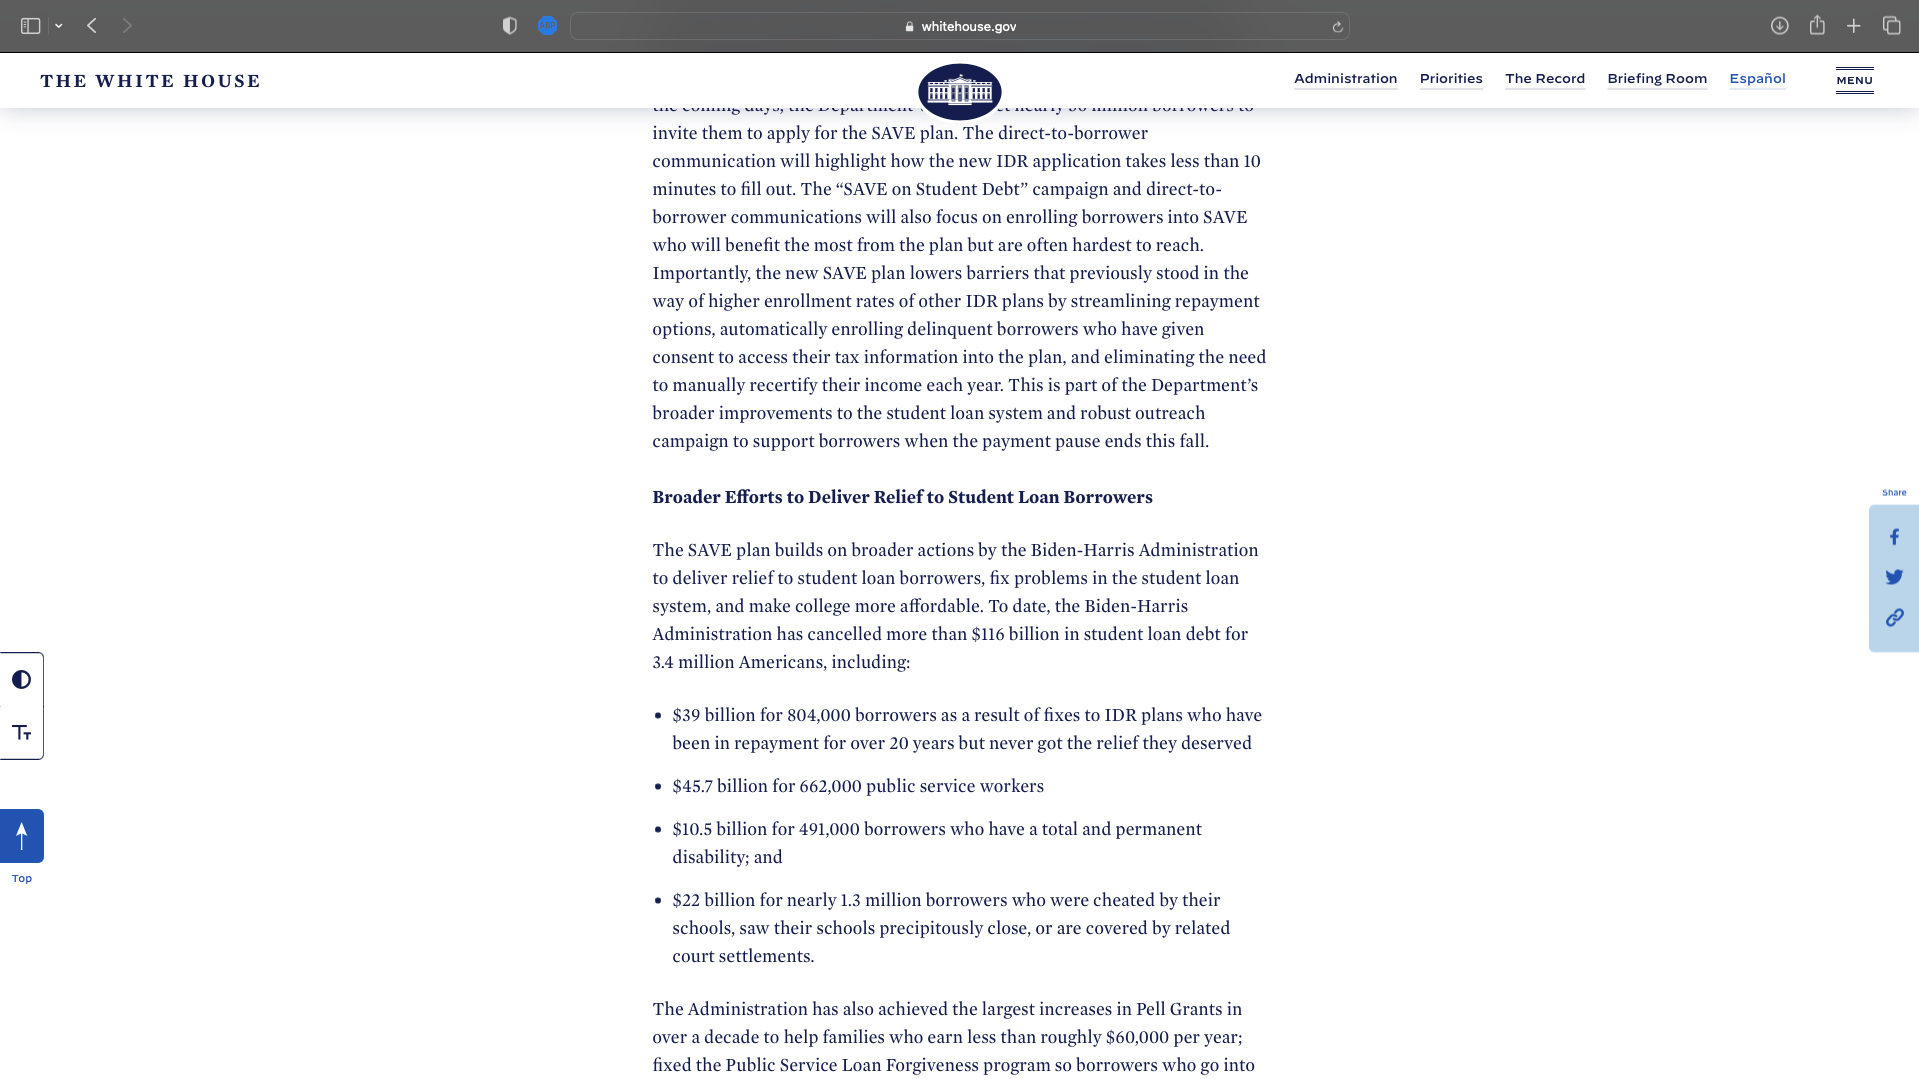 whitehouse.gov
THE WHITE HOUSE
Administration
Priorities
The Record
Briefing Room
Español
MENU
the coming days, the Department
nearly 30 million borrowers to
invite them to apply for the SAVE plan. The direct-to-borrower
communication will highlight how the new IDR application takes less than 10
minutes to fill out. The “SAVE on Student Debt” campaign and direct-to-
borrower communications will also focus on enrolling borrowers into SAVE
who will benefit the most from the plan but are often hardest to reach.
Importantly, the new SAVE plan lowers barriers that previously stood in the
way of higher enrollment rates of other IDR plans by streamlining repayment
options, automatically enrolling delinquent borrowers who have given
consent to access their tax information into the plan, and eliminating the need
to manually recertify their income each year. This is part of the Department’s
broader improvements to the student loan system and robust outreach
campaign to support borrowers when the payment pause ends this fall.
Broader Efforts to Deliver Relief to Student Loan Borrowers
The SAVE plan builds on broader actions by the Biden-Harris Administration
to deliver relief to student loan borrowers, fix problems in the student loan
system, and make college more affordable. To date, the Biden-Harris
Administration has cancelled more than $116 billion in student loan debt for
3.4 million Americans, including:
• $39 billion for 804,000 borrowers as a result of fixes to IDR plans who have
been in repayment for over 20 years but never got the relief they deserved
• $45.7 billion for 662,000 public service workers
• $10.5 billion for 491,000 borrowers who have a total and permanent
disability; and
• $22 billion for nearly 1.3 million borrowers who were cheated by their
schools, saw their schools precipitously close, or are covered by related
court settlements.
The Administration has also achieved the largest increases in Pell Grants in
over a decade to help families who earn less than roughly $60,000 per year;
fixed the Public Service Loan Forgiveness program so borrowers who go into
Share
Tт
Top